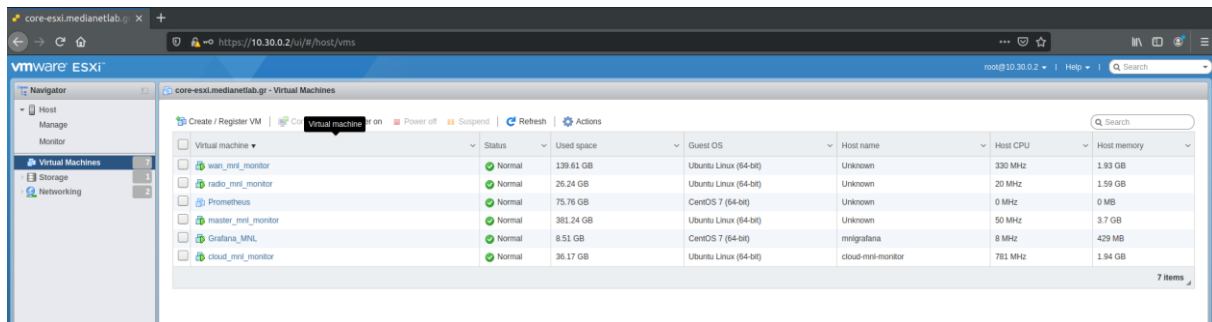 core-esxi.medianetlab.g
https://10.30.0.2/ui/#/host/vms
vmware ESXi™
root@10.30.0.2 | Help | Search
Navigator
core-esxi.medianetlab.gr - Virtual Machines
Host
Manage
Monitor
Virtual Machines 7
Storage 1
Networking 2
Create / Register VM | Virtual machine Power off Suspend | Refresh | Actions
Search
Virtual machine Status Used space Guest OS Host name Host CPU Host memory
wan_mnl_monitor Normal 139.61 GB Ubuntu Linux (64-bit) Unknown 330 MHz 1.93 GB
radio_mnl_monitor Normal 26.24 GB Ubuntu Linux (64-bit) Unknown 20 MHz 1.59 GB
Prometheus Normal 75.76 GB CentOS 7 (64-bit) Unknown 0 MHz 0 MB
master_mnl_monitor Normal 381.24 GB Ubuntu Linux (64-bit) Unknown 50 MHz 3.7 GB
Grafana_MNL Normal 8.51 GB CentOS 7 (64-bit) mnlgrafana 8 MHz 429 MB
cloud_mnl_monitor Normal 36.17 GB Ubuntu Linux (64-bit) cloud-mnl-monitor 781 MHz 1.94 GB
7 items